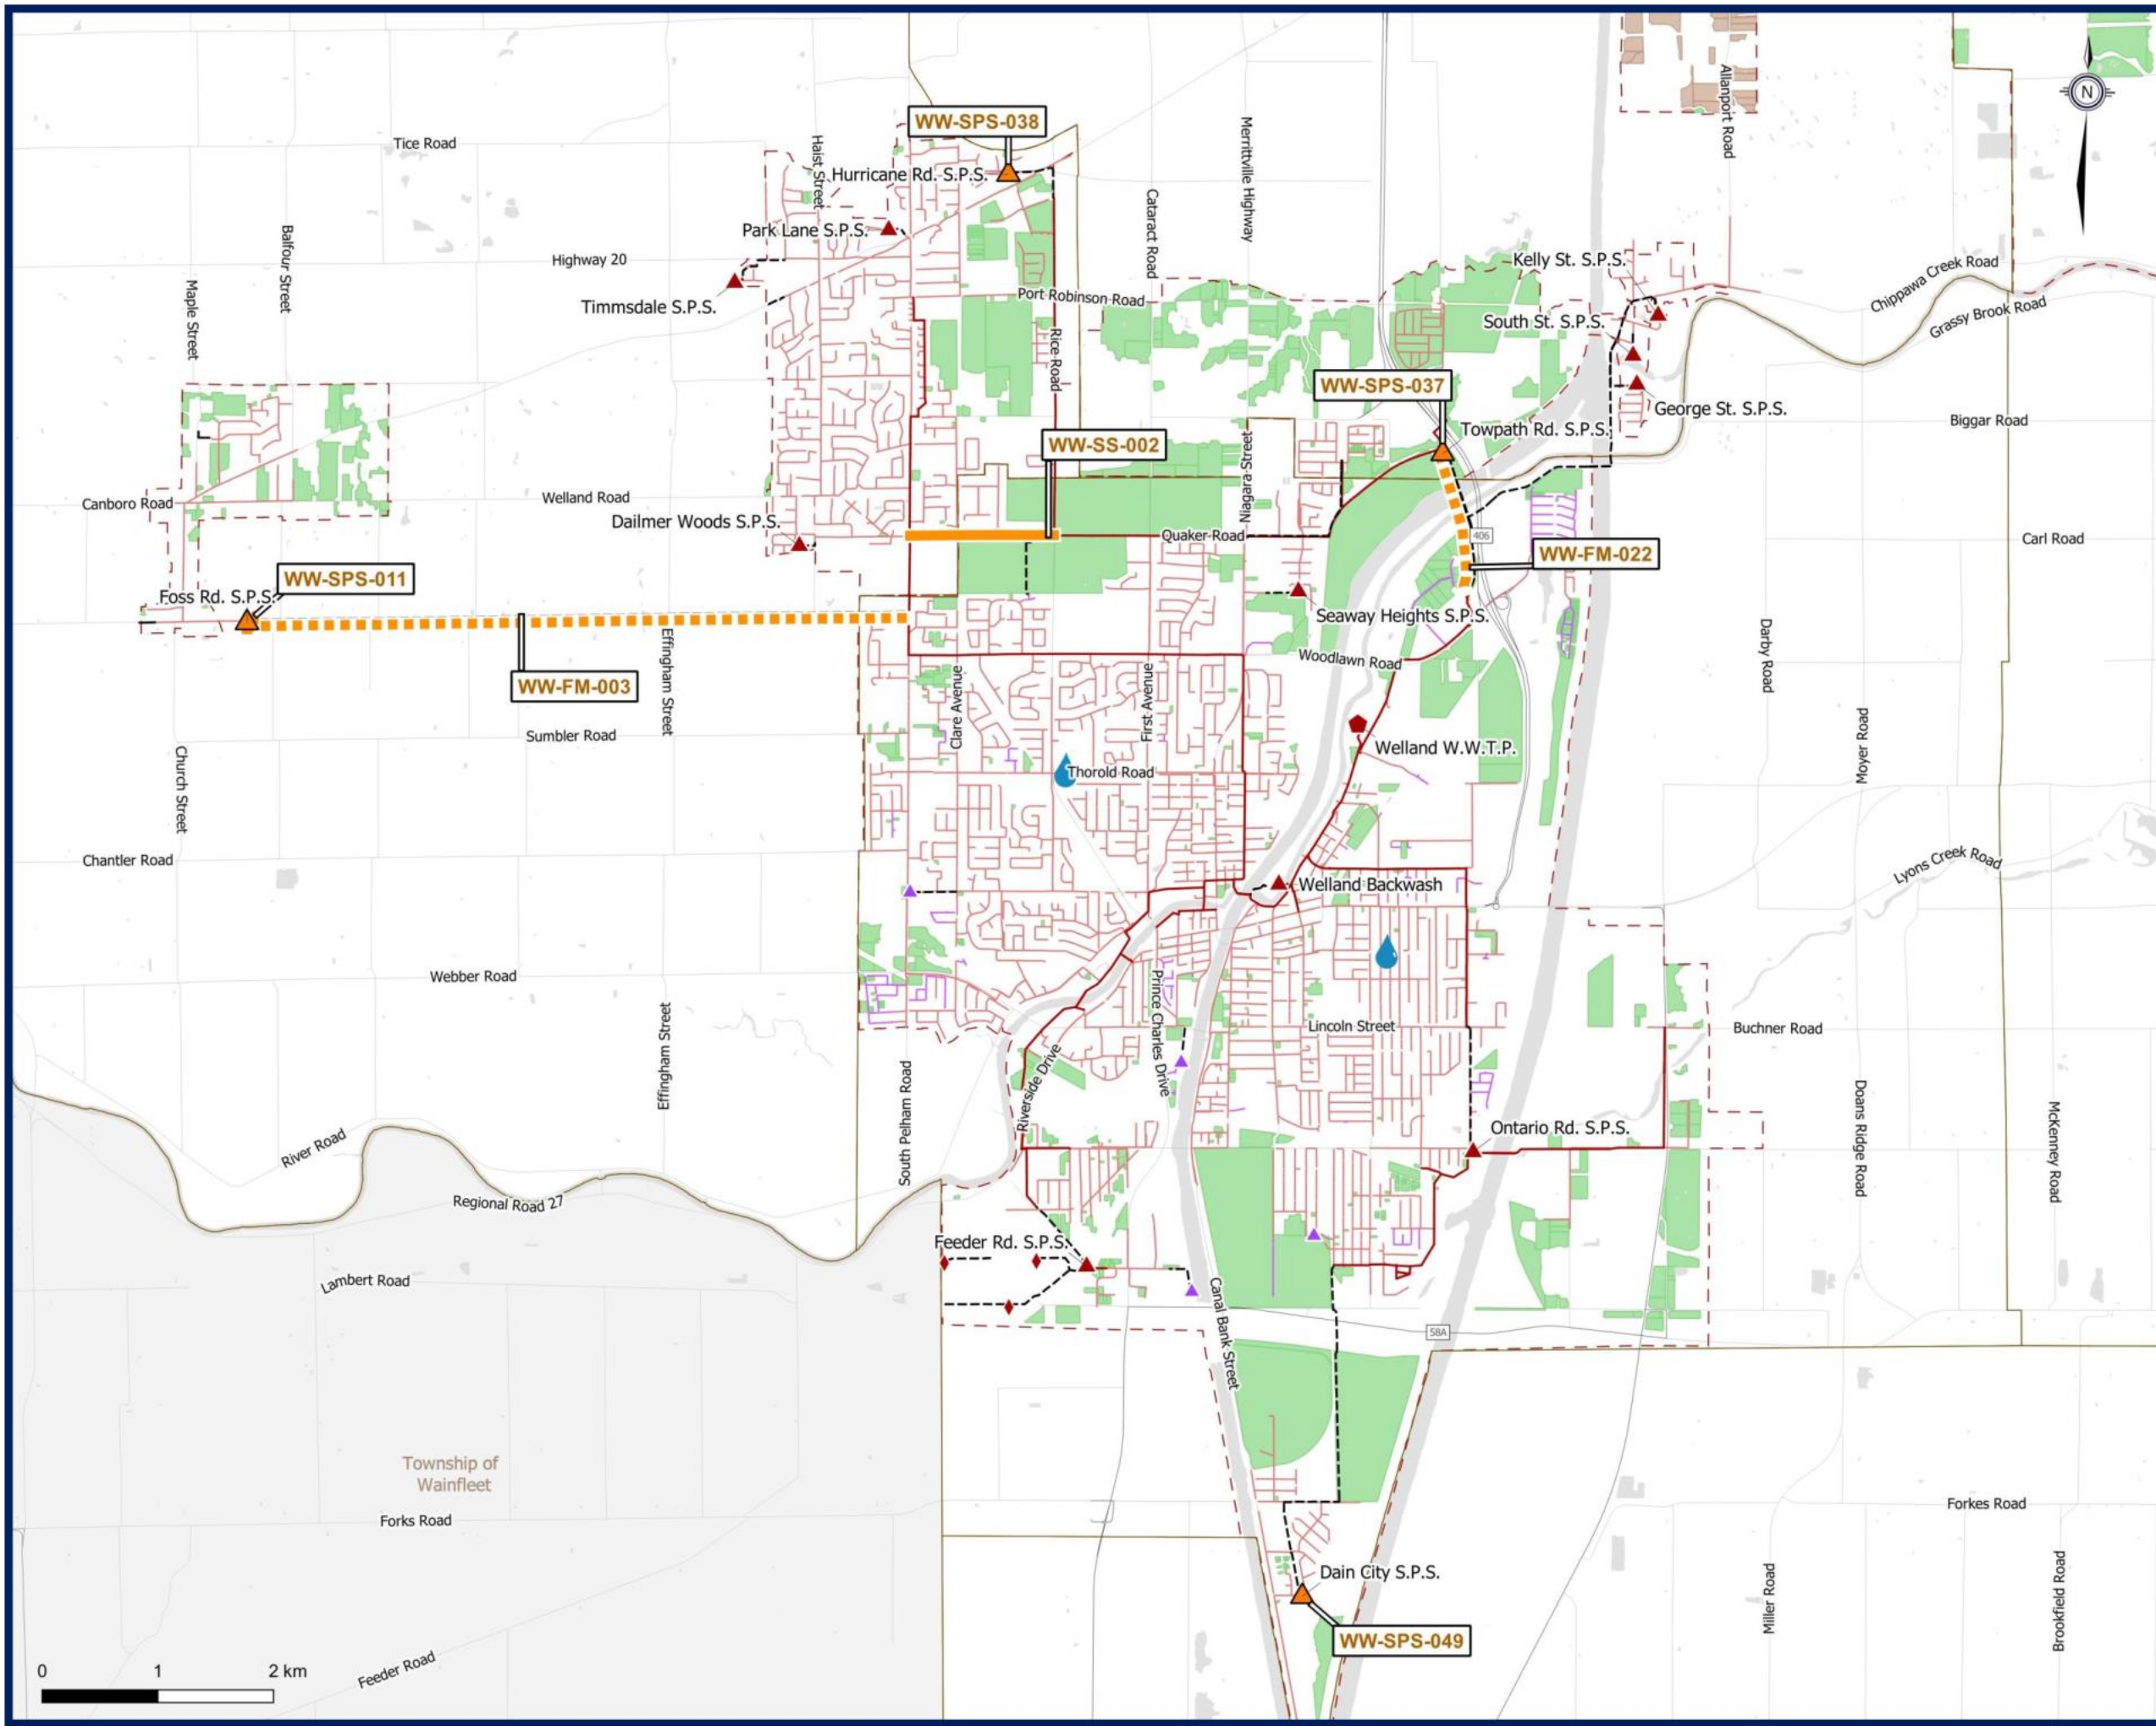 N
Allanport Road
WW-SPS-038
Tice Road
Haist Street
Hurricane Rd. S.P.S.
Merrittville Highway
Cataract Road
Park Lane S.P.S.
Balfour Street
Highway 20
Kelly St. S.P.S.
Chippawa Creek Road
Maple Street
Timmsdale S.P.S.
Port Robinson Road
Grassy Brook Road
South St. S.P.S.
Rice Road
WW-SPS-037
George St. S.P.S.
Biggar Road
Towpath Rd. S.P.S.
WW-SS-002
Niagara Street
Canboro Road
Welland Road
Dailmer Woods S.P.S.
Quaker Road
406
Carl Road
WW-FM-022
WW-SPS-011
Foss Rd. S.P.S.
Seaway Heights S.P.S.
Effingham Street
Woodlawn Road
Darby Road
WW-FM-003
Clare Avenue
First Avenue
Sumbler Road
Moyer Road
Welland W.W.T.P.
Church Street
Thorold Road
Chantler Road
Lyons Creek Road
Welland Backwash
Webber Road
Prince Charles Drive
Lincoln Street
Buchner Road
Effingham Street
South Pelham Road
Riverside Drive
Ontario Rd. S.P.S.
Doans Ridge Road
McKenney Road
River Road
Regional Road 27
Feeder Rd. S.P.S.
Lambert Road
Canal Bank Street
58A
Township of
Wainfleet
Forks Road
Forkes Road
Dain City S.P.S.
Miller Road
Brookfield Road
WW-SPS-049
Feeder Road
0 1 2 km